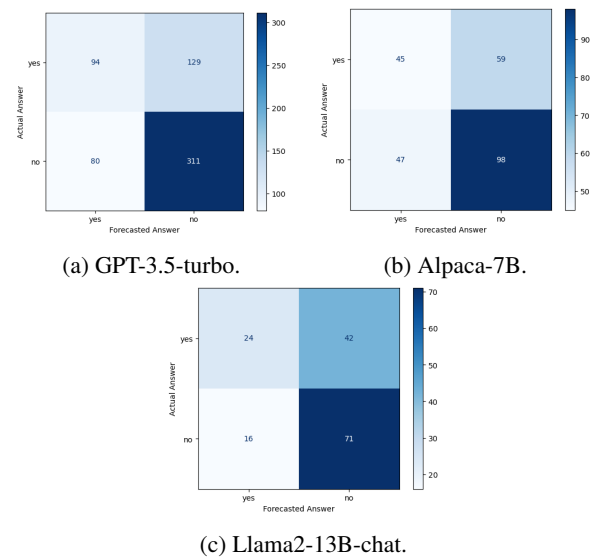 yes
no
Actual Answer
94
129
80
311
yes
no
Forecasted Answer
300
250
200
150
100
(a) GPT-3.5-turbo.
yes
no
Actual Answer
45
59
47
98
yes
no
Forecasted Answer
90
80
70
60
50
(b) Alpaca-7B.
yes
no
Actual Answer
24
42
16
71
yes
no
Forecasted Answer
70
60
50
40
30
20
(c) Llama2-13B-chat.